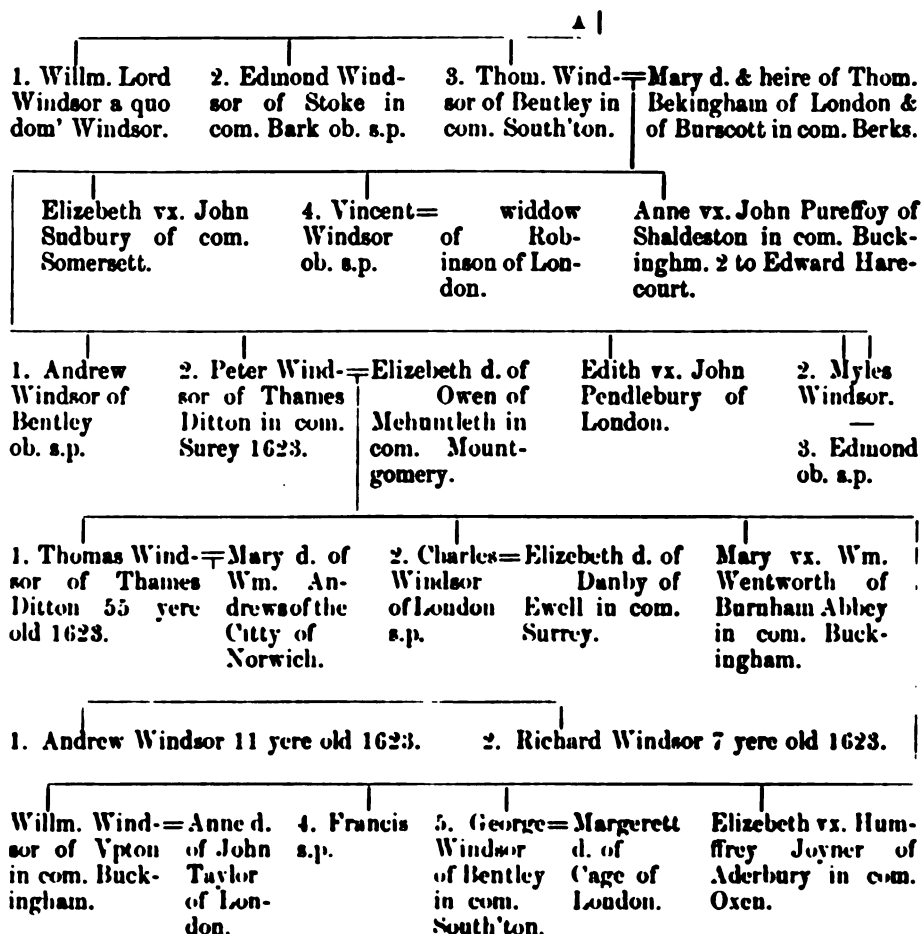 A
1. Willm. Lord
Windsor a quo
dom' Windsor.
2. Edmond Wind-
sor of Stoke in
com. Bark ob. s.p.
3. Thom. Wind-
sor of Bentley in
com. South'ton.
Mary d. & heire of Thom.
Bekingham of London &
of Burscott in com. Berks.
Elizebeth vx. John
Sudbury of com.
Somersett.
4. Vincent=
Windsor
ob. s.p.
widdow
of Rob-
inson of Lon-
don.
Anne vx. John Pureffoy of
Shaldeston in com. Buck-
inghm. 2 to Edward Hare-
court.
1. Andrew
Windsor of
Bentley
ob. s.p.
2. Peter Wind-
sor of Thames
Ditton in com.
Surey 1623.
Elizebeth d. of
Owen of
Mehuntleth in
com. Mount-
gomery.
Edith vx. John
Pendlebury of
London.
2. Myles
Windsor.
—
3. Edmond
ob. s.p.
1. Thomas Wind-
sor of Thames
Ditton 55 yere
old 1623.
Mary d. of
Wm. An-
drews of the
Citty of
Norwich.
2. Charles=
Windsor
of London
s.p.
Elizebeth d. of
Danby of
Ewell in com.
Surrey.
Mary vx. Wm.
Wentworth of
Burnham Abbey
in com. Buck-
ingham.
1. Andrew Windsor 11 yere old 1623.
2. Richard Windsor 7 yere old 1623.
Willm. Wind-=
sor of Vpton
in com. Buck-
ingham.
Anne d.
of John
Taylor
of Lon-
don.
4. Francis
s.p.
5. George=
Windsor
of Bentley
in com.
South'ton.
Margerett
d. of
Cage of
London.
Elizebeth vx. Hum-
ffrey Joyner of
Aderbury in com.
Oxen.